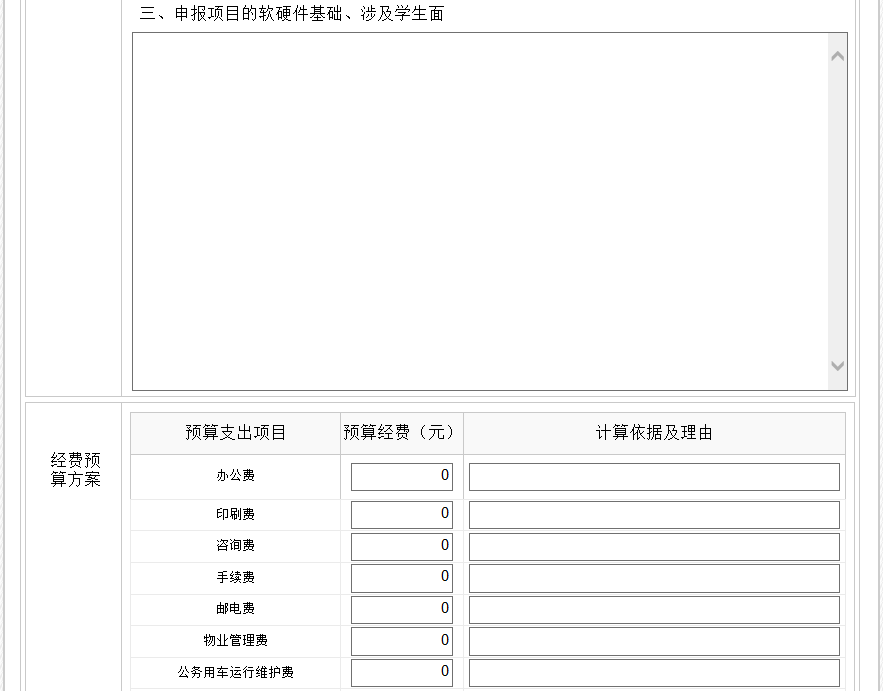 三、申报项目的软硬件基础、涉及学生面
经费预
算方案
预算支出项目 预算经费（元） 计算依据及理由
办公费 0
印刷费 0
咨询费 0
手续费 0
邮电费 0
物业管理费 0
公务用车运行维护费 0